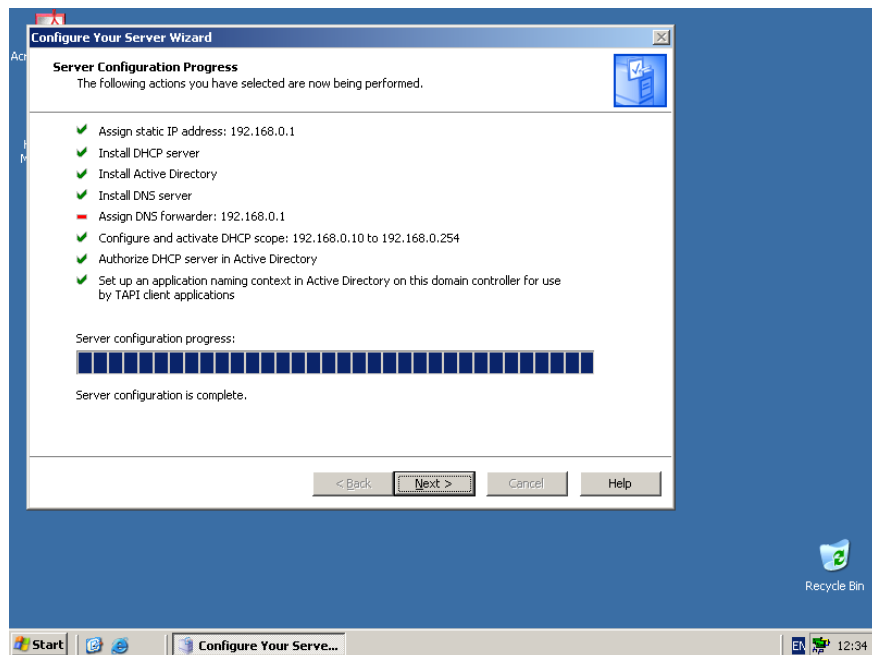 Acr
Configure Your Server Wizard
Server Configuration Progress
The following actions you have selected are now being performed.
Assign static IP address: 192.168.0.1
Install DHCP server
Install Active Directory
Install DNS server
Assign DNS forwarder: 192.168.0.1
Configure and activate DHCP scope: 192.168.0.10 to 192.168.0.254
Authorize DHCP server in Active Directory
Set up an application naming context in Active Directory on this domain controller for use
by TAPI client applications
Server configuration progress:
Server configuration is complete.
< Back
Next >
Cancel
Help
Recycle Bin
Start
Configure Your Serve...
EN
12:34